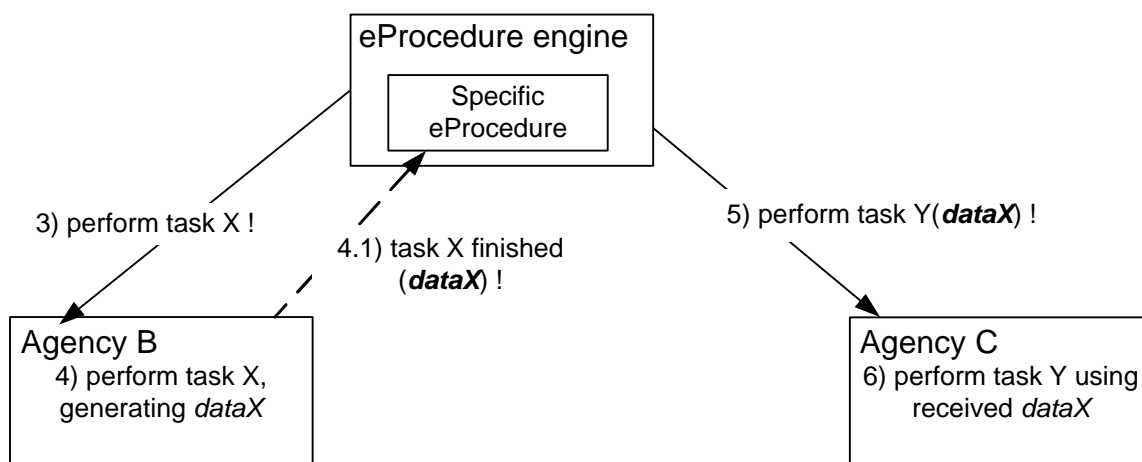 eProcedure engine
Specific
eProcedure
3) perform task X !
4.1) task X finished
(dataX) !
5) perform task Y(dataX) !
Agency B
4) perform task X,
generating dataX
Agency C
6) perform task Y using
received dataX